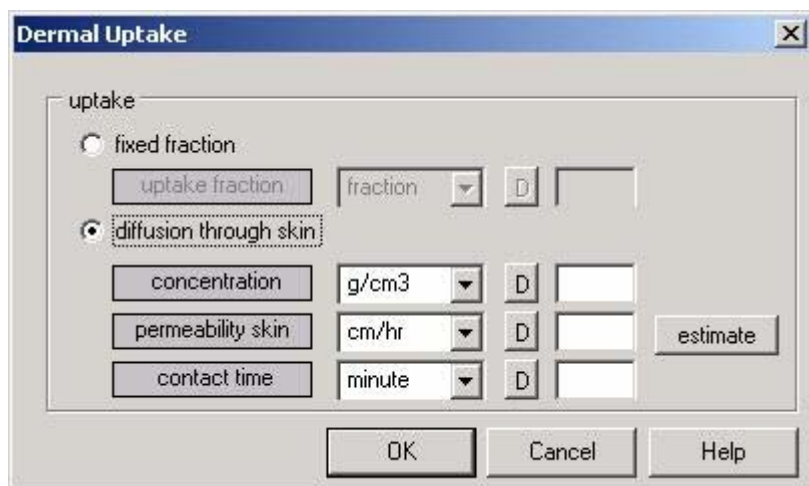 Dermal Uptake
uptake
fixed fraction
uptake fraction fraction D
diffusion through skin
concentration g/cm3 D
permeability skin cm/hr D estimate
contact time minute D
OK Cancel Help